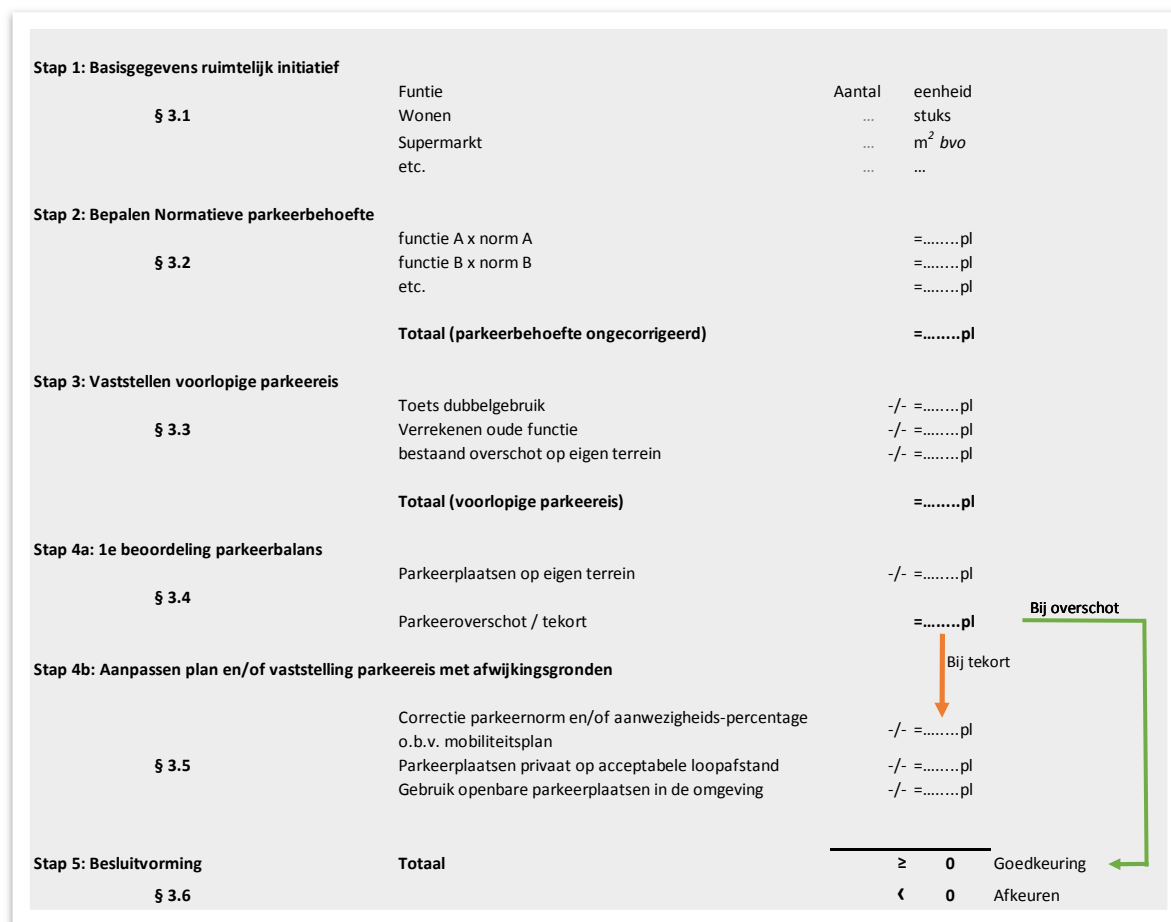 Stap 1: Basisgegevens ruimtelijk initiatief
Funtie Aantal eenheid
§ 3.1 Wonen ... stuks
Supermarkt ... m² bvo
etc. ... ...
Stap 2: Bepalen Normatieve parkeerbehoefte
functie A x norm A =........pl
§ 3.2 functie B x norm B =........pl
etc. =........pl
Totaal (parkeerbehoefte ongecorrigeerd) =........pl
Stap 3: Vaststellen voorlopige parkeereis
Toets dubbelgebruik -/- =........pl
§ 3.3 Verrekenen oude functie -/- =........pl
bestaand overschot op eigen terrein -/- =........pl
Totaal (voorlopige parkeereis) =........pl
Stap 4a: 1e beoordeling parkeerbalans
Parkeerplaatsen op eigen terrein -/- =........pl
§ 3.4
Bij overschot
Parkeeroverschot / tekort =........pl
Bij tekort
Stap 4b: Aanpassen plan en/of vaststelling parkeereis met afwijkingsgronden
Correctie parkeernorm en/of aanwezigheids-percentage
o.b.v. mobiliteitsplan -/- =........pl
§ 3.5 Parkeerplaatsen privaat op acceptabele loopafstand -/- =........pl
Gebruik openbare parkeerplaatsen in de omgeving -/- =........pl
Stap 5: Besluitvorming Totaal ≥ 0 Goedkeuring
§ 3.6 ‹ 0 Afkeuren